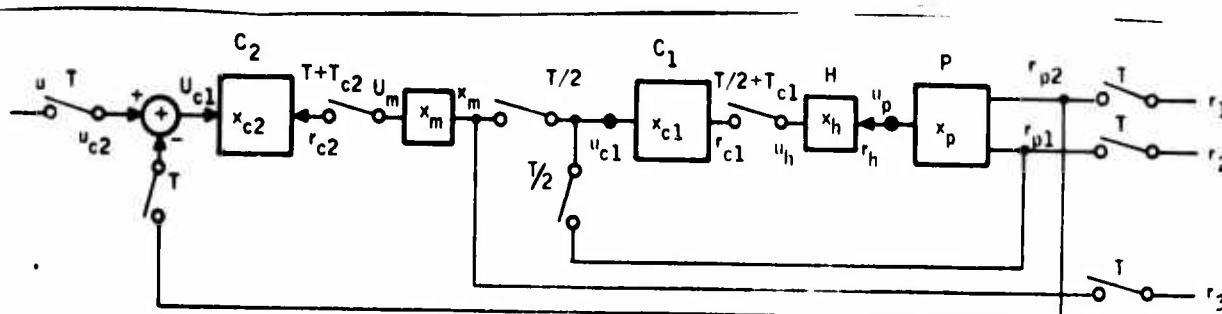 C2
C1
H
P
u
T
+
Uc1
T+Tc2
Um
xm
T/2
T/2+Tc1
up
rp2
T
r1
+
xc2
xm
xc1
xh
xp
uc2
−
rc2
uc1
rc1
uh
rh
rp1
T
r2
T
T/2
T
r3